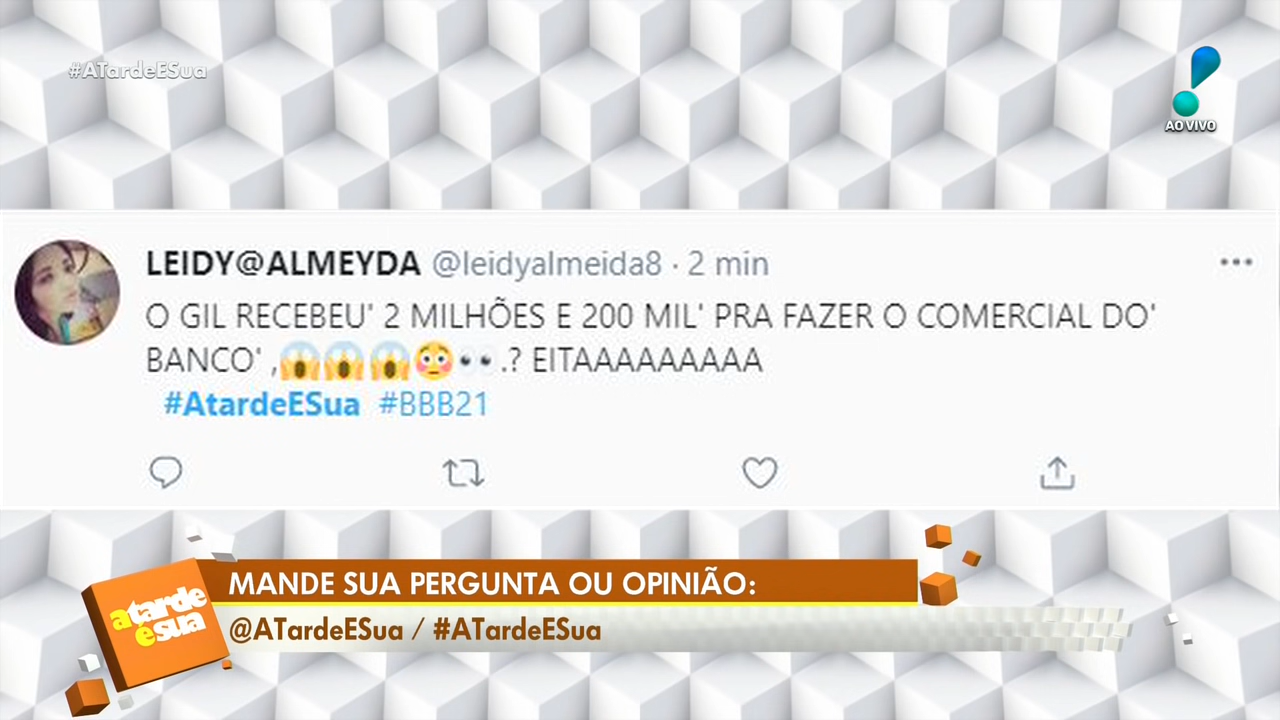 #ATardeESua
AO VIVO
LEIDY@ALMEYDA @leidyalmeida8 · 2 min
O GIL RECEBEU' 2 MILHÕES E 200 MIL' PRA FAZER O COMERCIAL DO'
BANCO' ,😱😱😱😳👀.? EITAAAAAAAAA
#AtardeESua #BBB21
MANDE SUA PERGUNTA OU OPINIÃO:
@ATardeESua / #ATardeESua
a tarde
é sua